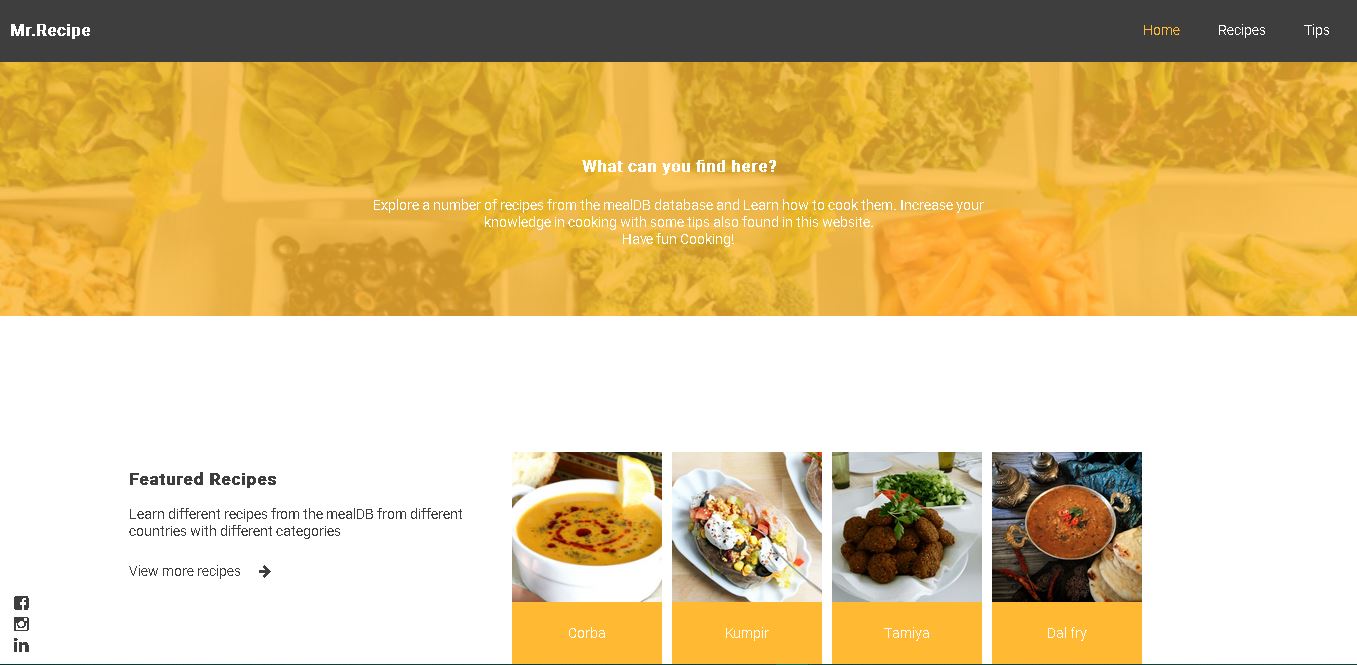 Mr.Recipe
Home Recipes Tips
What can you find here?
Explore a number of recipes from the mealDB database and Learn how to cook them. Increase your
knowledge in cooking with some tips also found in this website.
Have fun Cooking!
Featured Recipes
Learn different recipes from the mealDB from different
countries with different categories
View more recipes
Corba
Kumpir
Tamiya
Dal fry